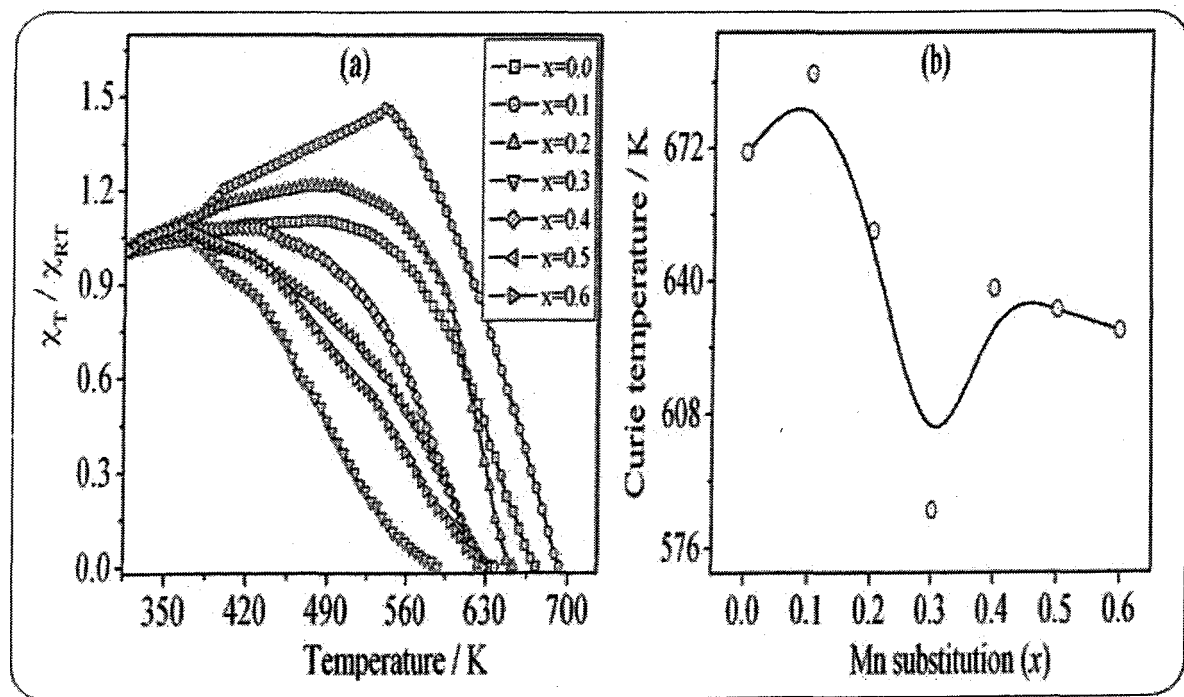 (a)
x=0.0
x=0.1
x=0.2
x=0.3
x=0.4
x=0.5
x=0.6
1.5
1.2
0.9
0.6
0.3
0.0
χT / χRT
350 420 490 560 630 700
Temperature / K
(b)
672
640
608
576
Curie temperature / K
0.0 0.1 0.2 0.3 0.4 0.5 0.6
Mn substitution (x)